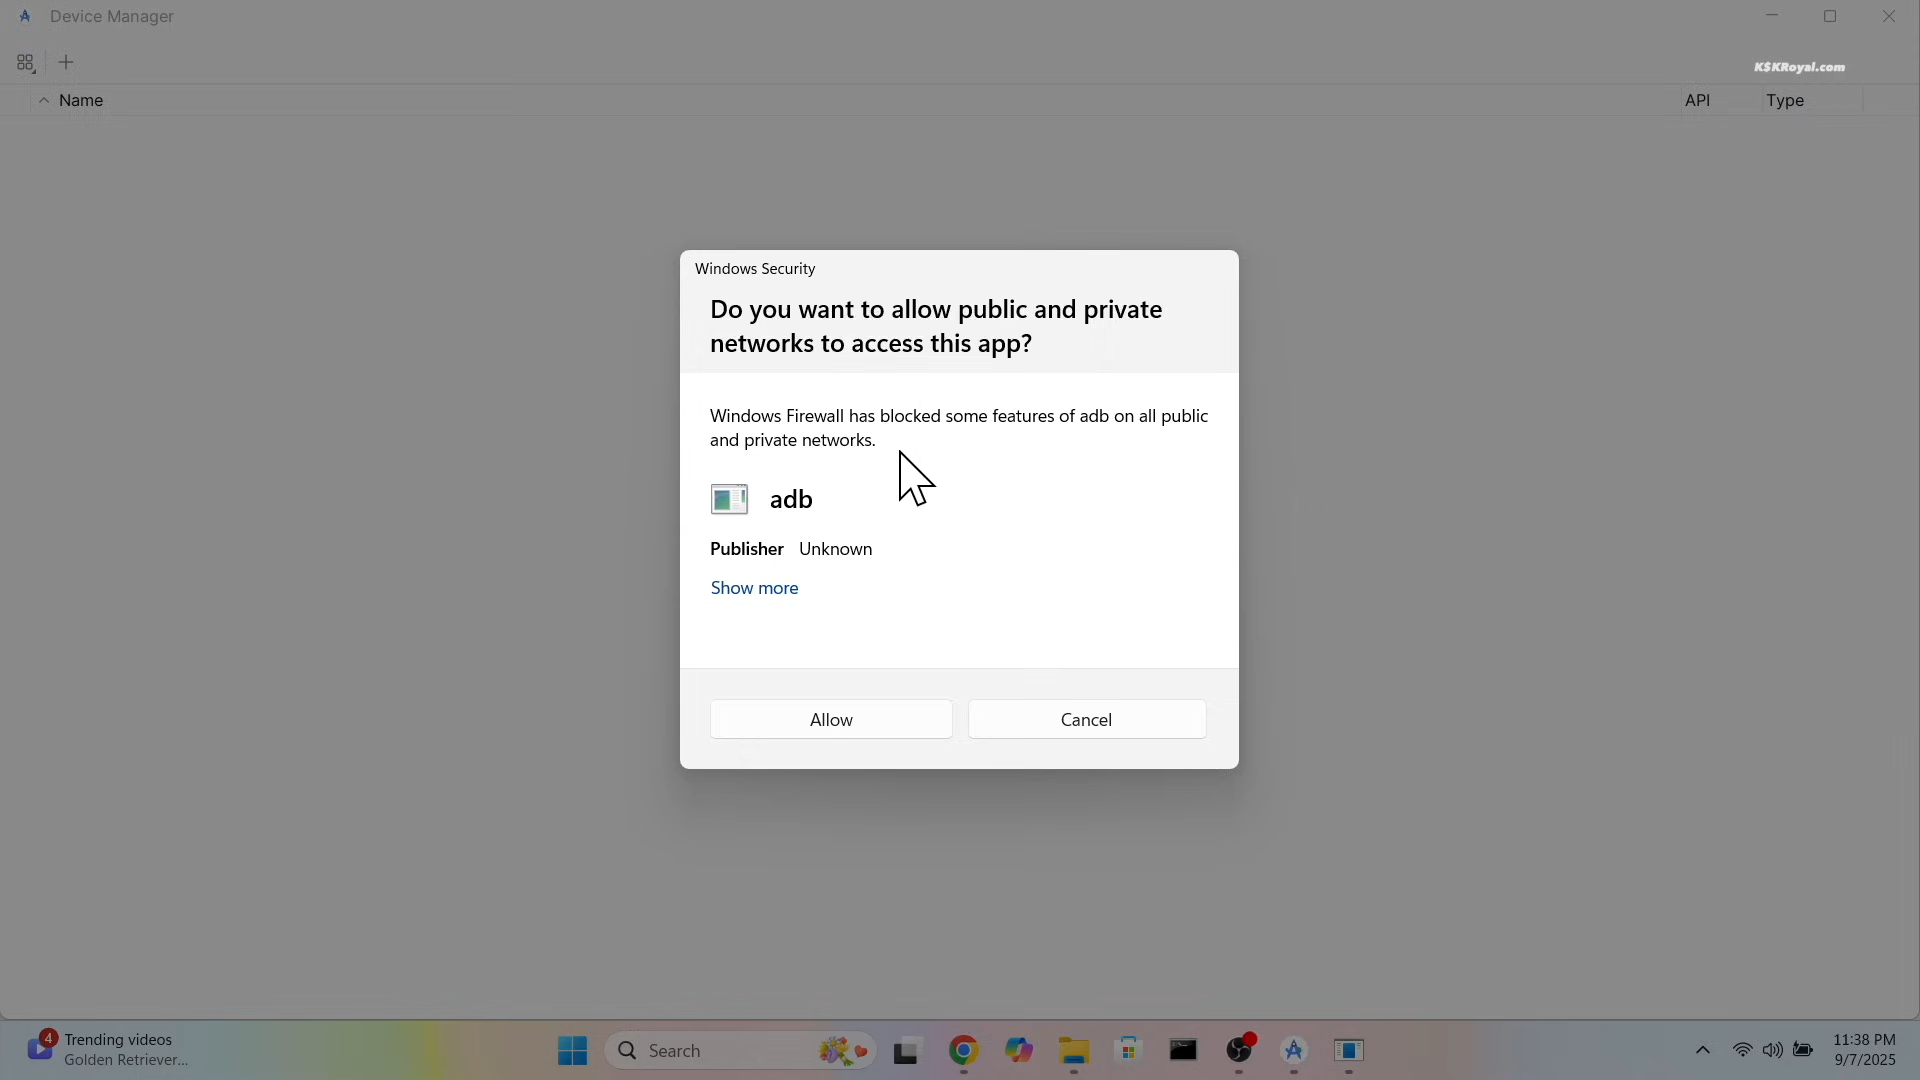 Device Manager
K$KRoyal.com
Name
API
Type
Windows Security
Do you want to allow public and private
networks to access this app?
Windows Firewall has blocked some features of adb on all public
and private networks.
adb
Publisher Unknown
Show more
Allow
Cancel
4
Trending videos
Golden Retriever...
Search
11:38 PM
9/7/2025